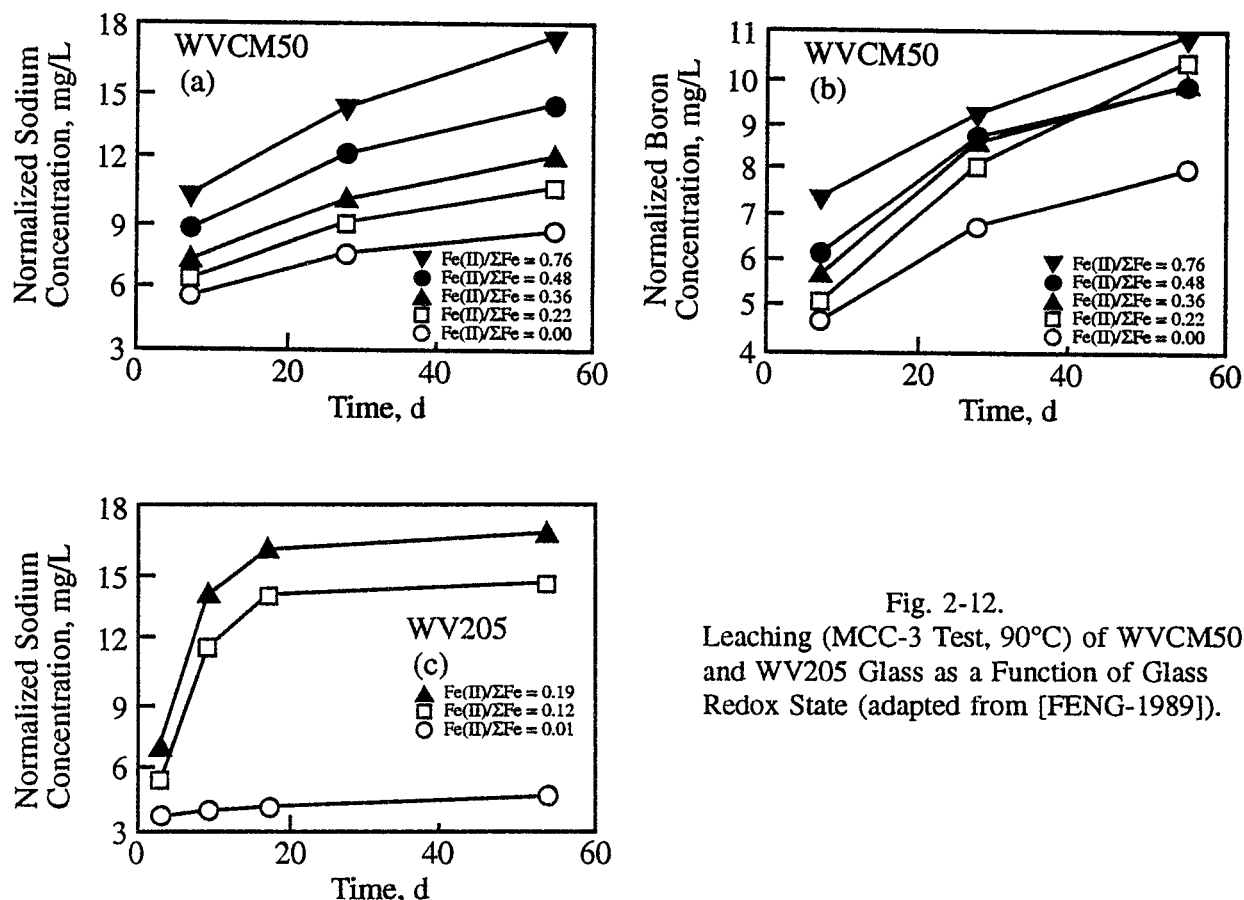 Normalized Sodium
Concentration, mg/L
18
15
12
9
6
3
WVCM50
(a)
Fe(II)/ΣFe = 0.76
Fe(II)/ΣFe = 0.48
Fe(II)/ΣFe = 0.36
Fe(II)/ΣFe = 0.22
Fe(II)/ΣFe = 0.00
0 20 40 60
Time, d
Normalized Boron
Concentration, mg/L
11
10
9
8
7
6
5
4
WVCM50
(b)
Fe(II)/ΣFe = 0.76
Fe(II)/ΣFe = 0.48
Fe(II)/ΣFe = 0.36
Fe(II)/ΣFe = 0.22
Fe(II)/ΣFe = 0.00
0 20 40 60
Time, d
Normalized Sodium
Concentration, mg/L
18
15
12
9
6
3
WV205
(c)
Fe(II)/ΣFe = 0.19
Fe(II)/ΣFe = 0.12
Fe(II)/ΣFe = 0.01
0 20 40 60
Time, d
Fig. 2-12.
Leaching (MCC-3 Test, 90°C) of WVCM50
and WV205 Glass as a Function of Glass
Redox State (adapted from [FENG-1989]).